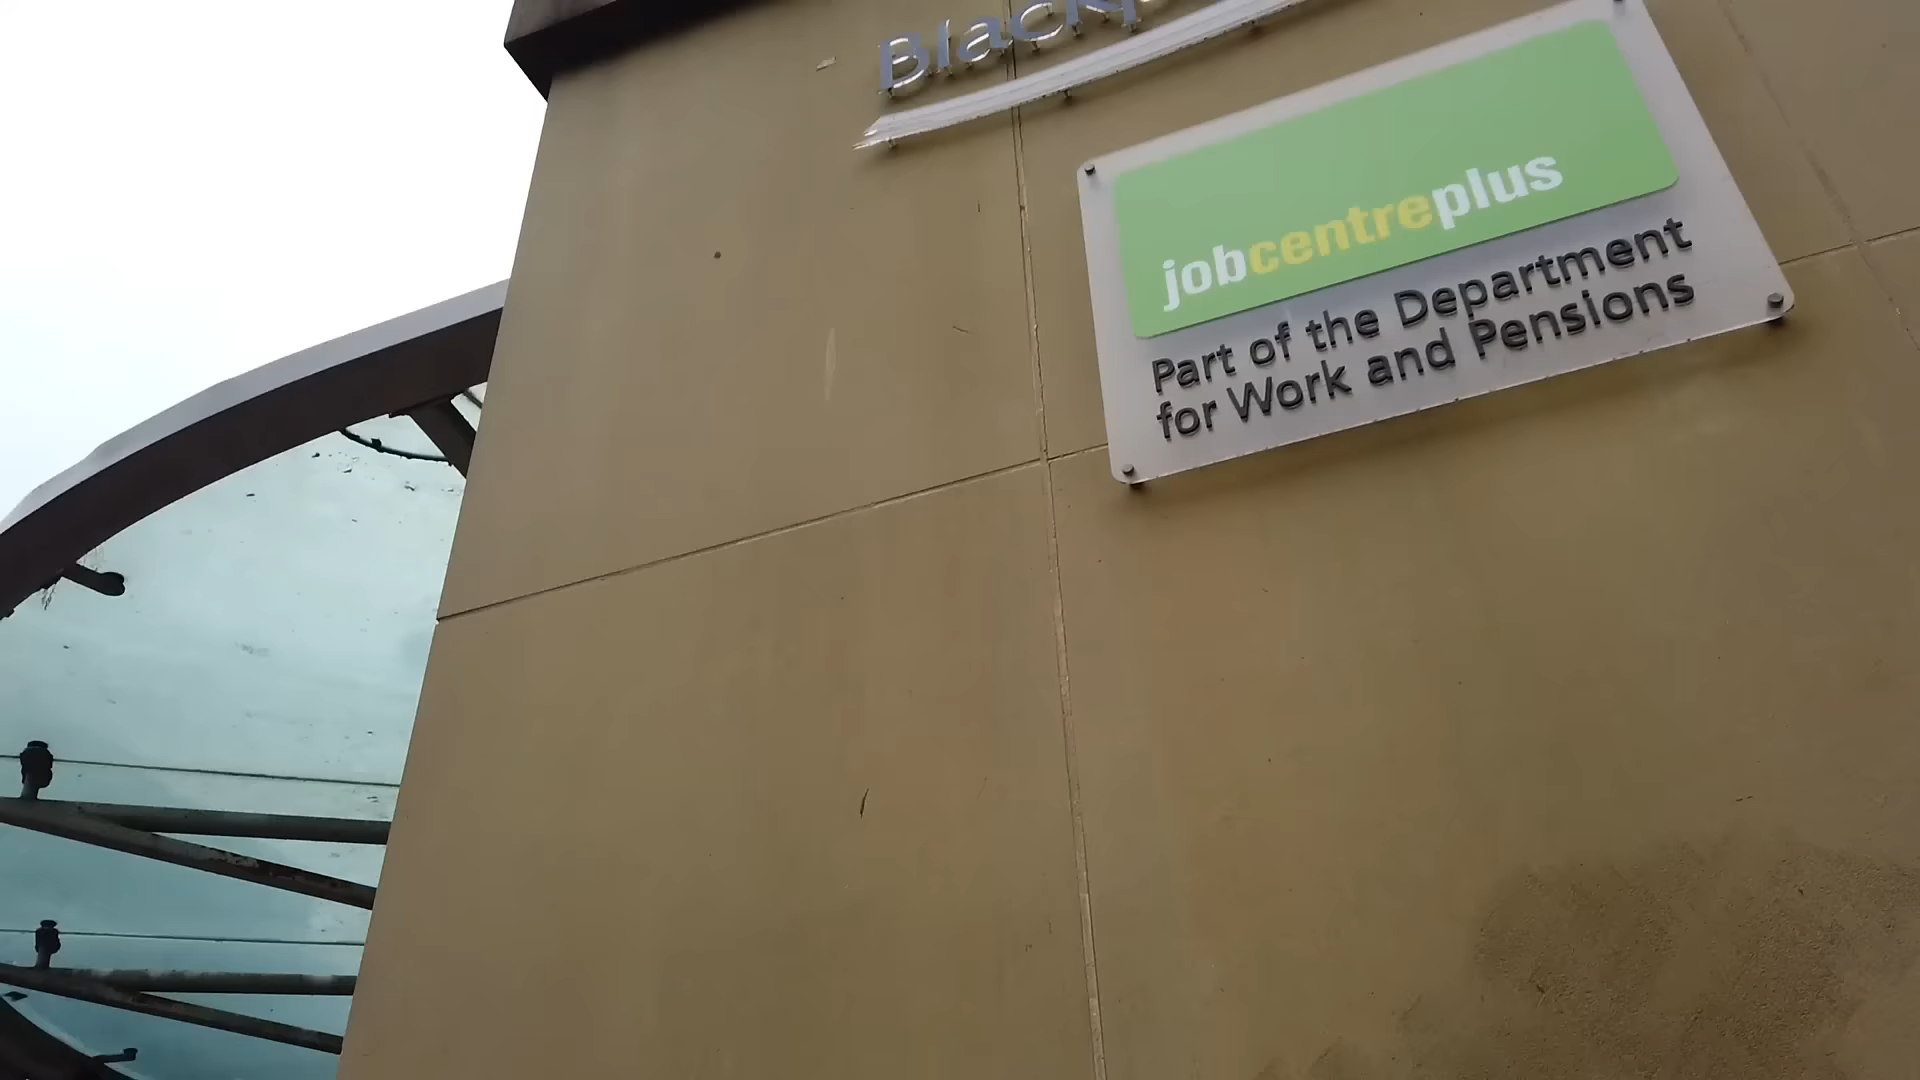 jobcentreplus
Part of the Department
for Work and Pensions